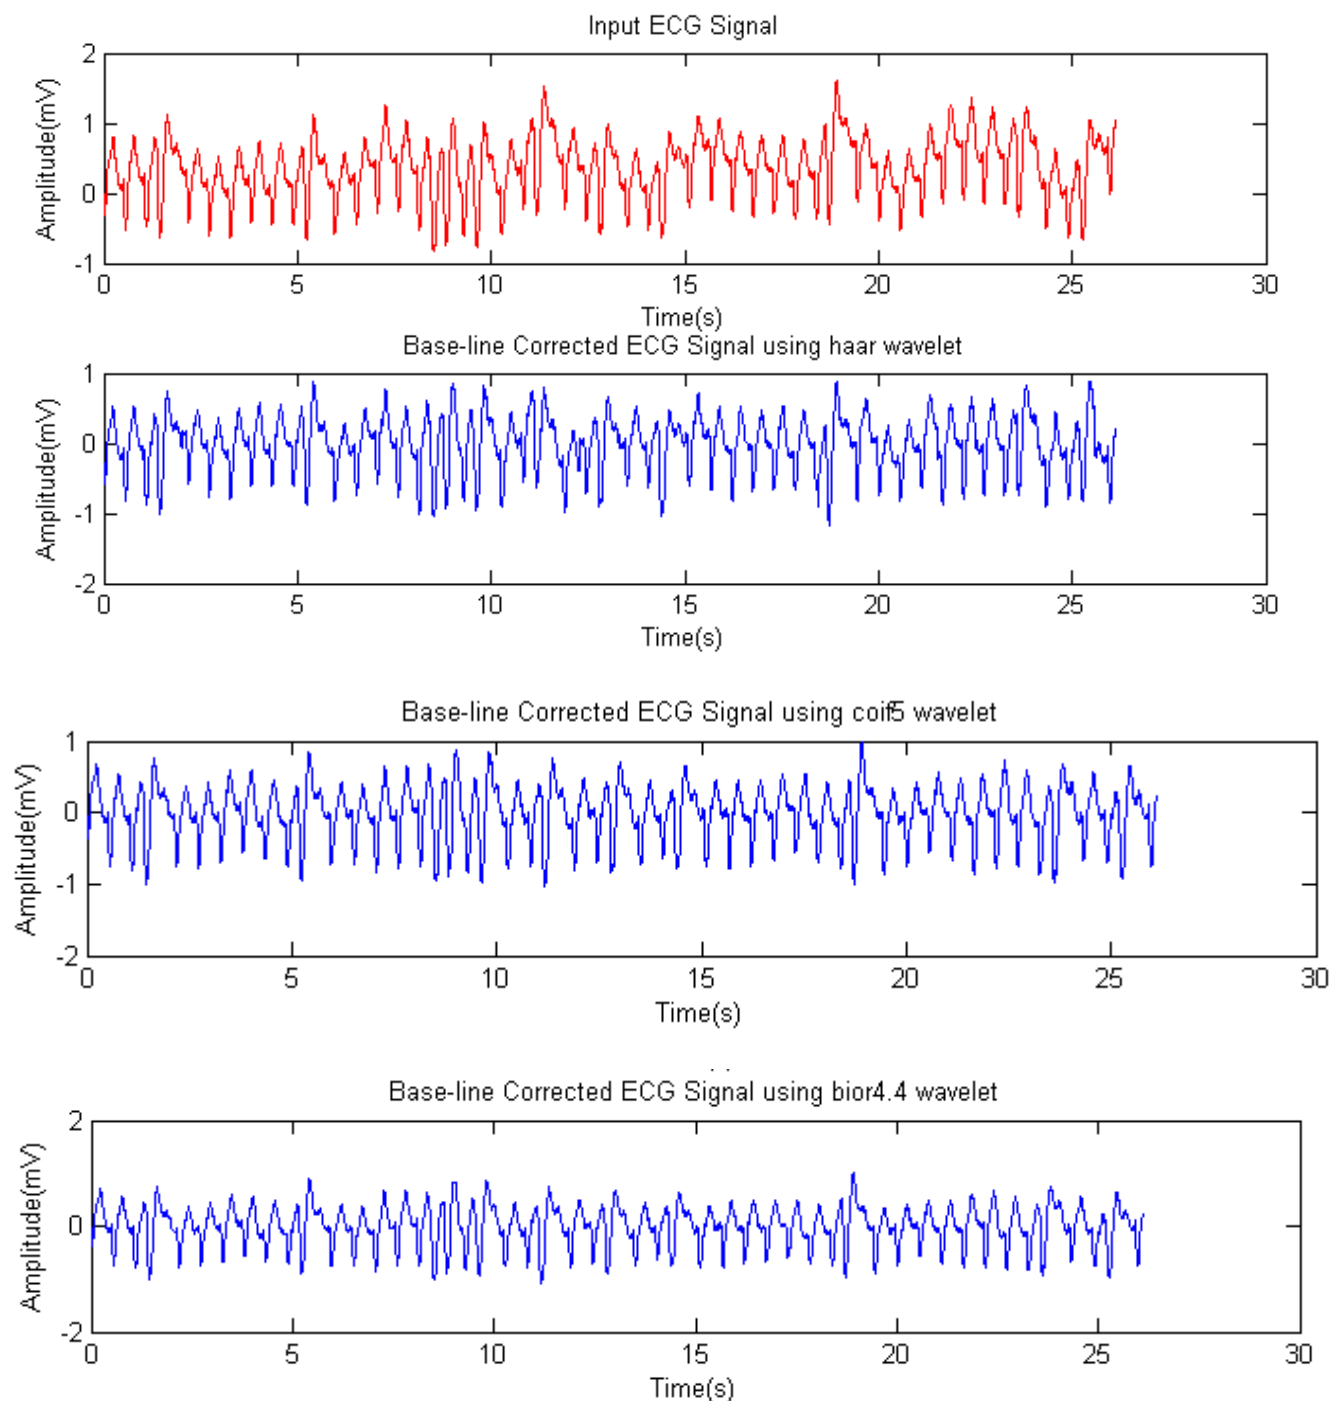 Input ECG Signal
2
1
0
-1
Amplitude(mV)
0 5 10 15 20 25 30
Time(s)
Base-line Corrected ECG Signal using haar wavelet
1
0
-1
-2
Amplitude(mV)
0 5 10 15 20 25 30
Time(s)
Base-line Corrected ECG Signal using coif5 wavelet
1
0
-1
-2
Amplitude(mV)
0 5 10 15 20 25 30
Time(s)
Base-line Corrected ECG Signal using bior4.4 wavelet
2
0
-2
Amplitude(mV)
0 5 10 15 20 25 30
Time(s)